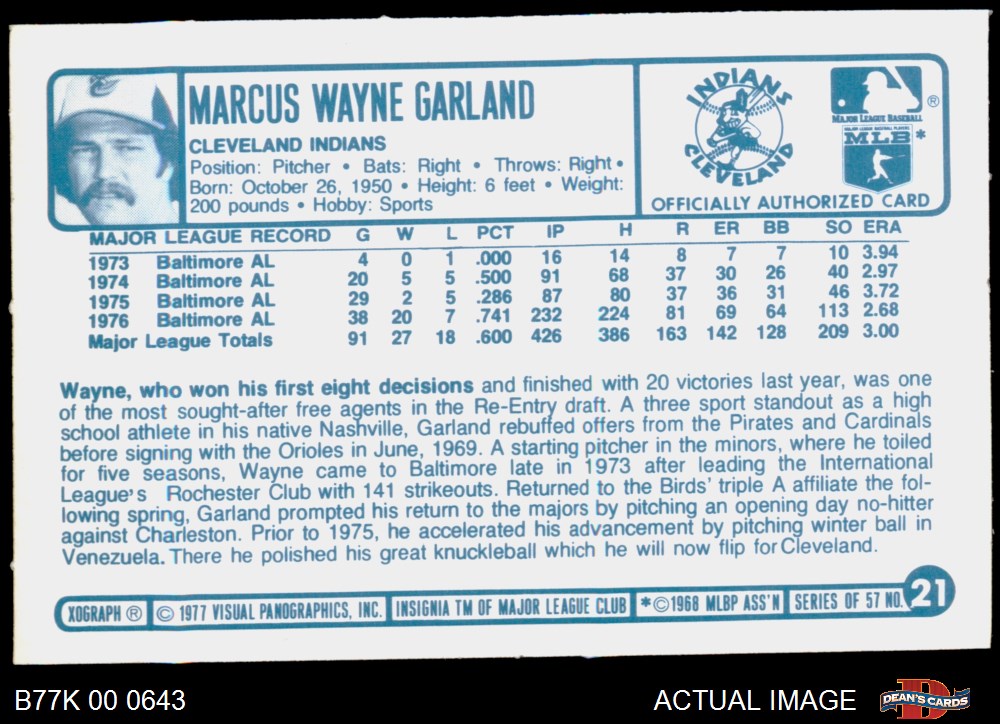 MARCUS WAYNE GARLAND
CLEVELAND INDIANS
Position: Pitcher • Bats: Right • Throws: Right •
Born: October 26, 1950 • Height: 6 feet • Weight:
200 pounds • Hobby: Sports
INDIANS
CLEVELAND
®
MAJOR LEAGUE BASEBALL
MAJOR LEAGUE BASEBALL PLAYERS
MLB *
OFFICIALLY AUTHORIZED CARD
MAJOR LEAGUE RECORD G W L PCT IP H R ER BB SO ERA
1973 Baltimore AL 4 0 1 .000 16 14 8 7 7 10 3.94
1974 Baltimore AL 20 5 5 .500 91 68 37 30 26 40 2.97
1975 Baltimore AL 29 2 5 .286 87 80 37 36 31 46 3.72
1976 Baltimore AL 38 20 7 .741 232 224 81 69 64 113 2.68
Major League Totals 91 27 18 .600 426 386 163 142 128 209 3.00
Wayne, who won his first eight decisions and finished with 20 victories last year, was one
of the most sought-after free agents in the Re-Entry draft. A three sport standout as a high
school athlete in his native Nashville, Garland rebuffed offers from the Pirates and Cardinals
before signing with the Orioles in June, 1969. A starting pitcher in the minors, where he toiled
for five seasons, Wayne came to Baltimore late in 1973 after leading the International
League's Rochester Club with 141 strikeouts. Returned to the Birds' triple A affiliate the fol-
lowing spring, Garland prompted his return to the majors by pitching an opening day no-hitter
against Charleston. Prior to 1975, he accelerated his advancement by pitching winter ball in
Venezuela. There he polished his great knuckleball which he will now flip for Cleveland.
XOGRAPH ® © 1977 VISUAL PANOGRAPHICS, INC. INSIGNIA TM OF MAJOR LEAGUE CLUB *©1968 MLBP ASS'N SERIES OF 57 NO. 21
B77K 00 0643 ACTUAL IMAGE DEAN'S CARDS